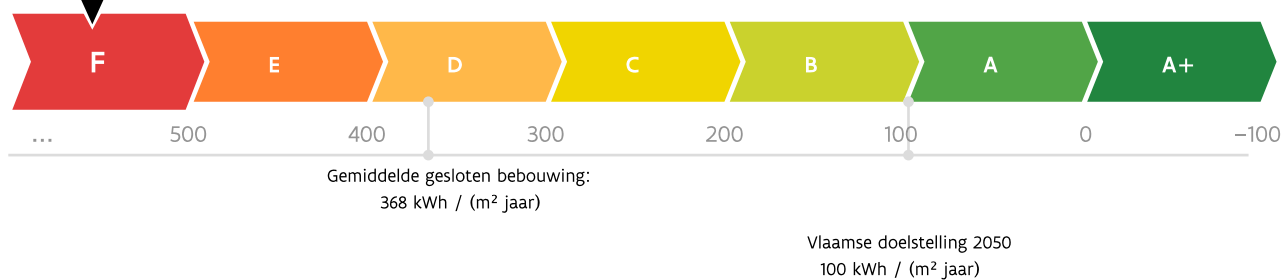 F E D C B A A+
... 500 400 300 200 100 0 −100
Gemiddelde gesloten bebouwing:
368 kWh / (m² jaar)
Vlaamse doelstelling 2050
100 kWh / (m² jaar)